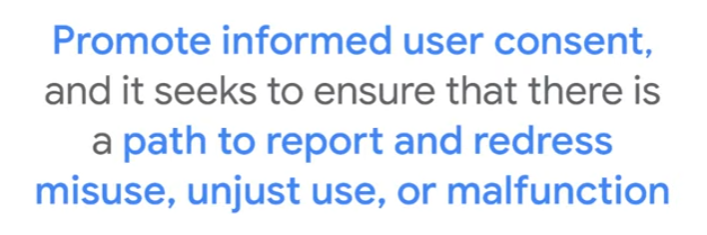 Promote informed user consent,
and it seeks to ensure that there is
a path to report and redress
misuse, unjust use, or malfunction